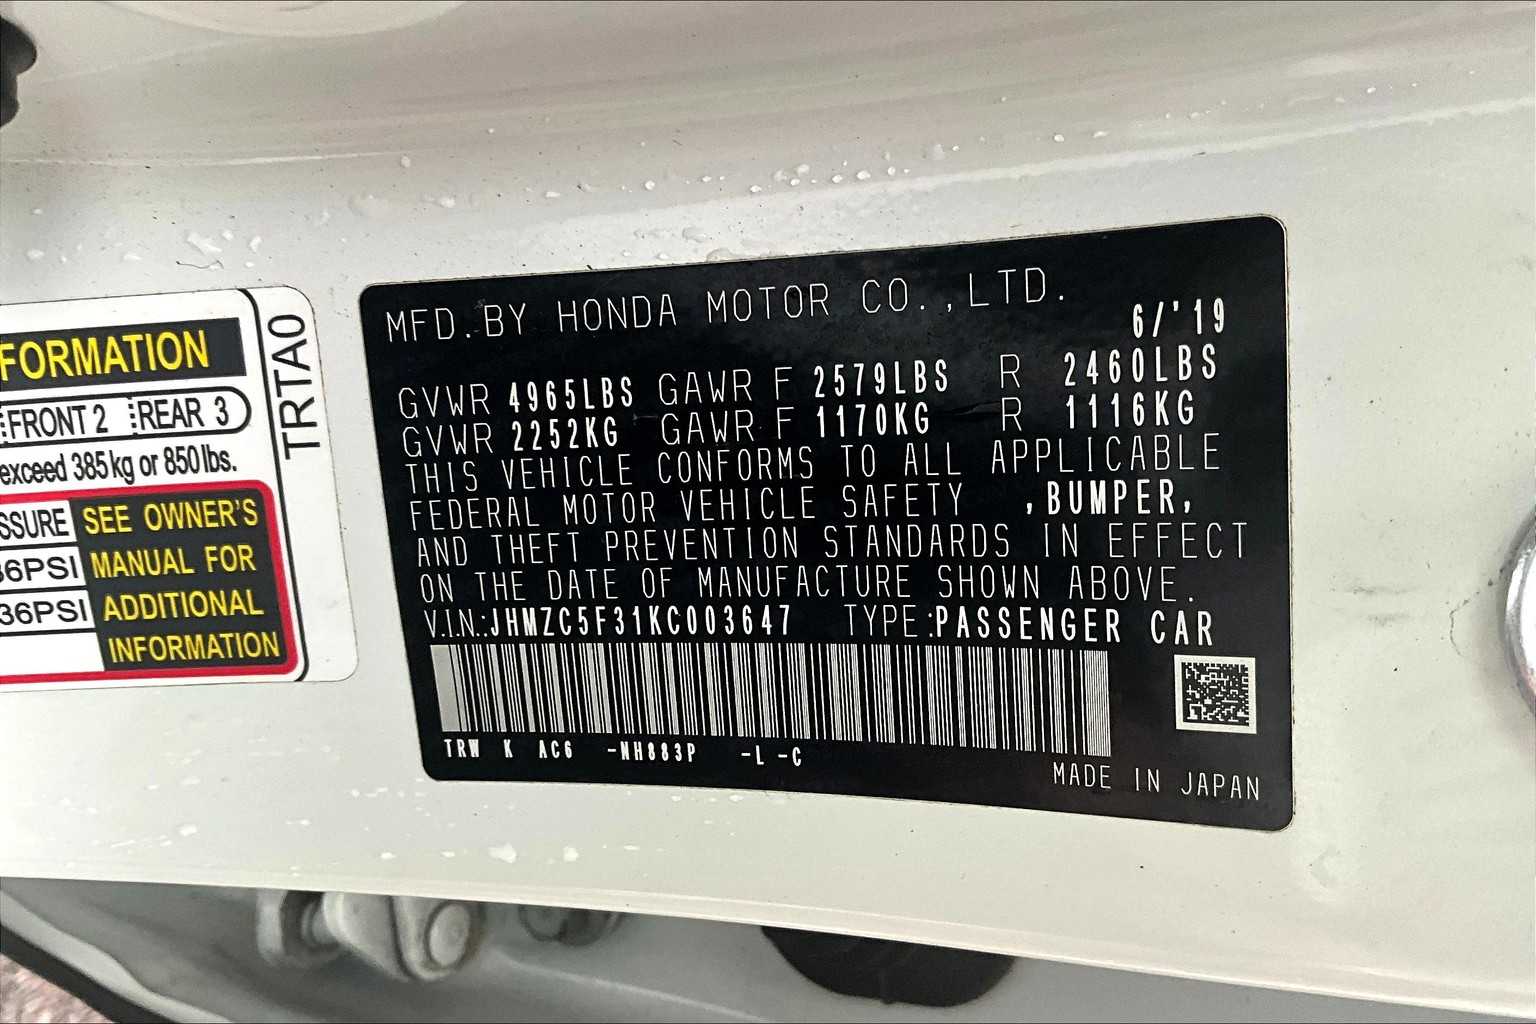 FORMATION
FRONT 2 REAR 3
exceed 385 kg or 850 lbs.
SSURE SEE OWNER'S
36PSI MANUAL FOR
36PSI ADDITIONAL
INFORMATION
TRTA0
MFD.BY HONDA MOTOR CO.,LTD.
6/'19
GVWR 4965LBS GAWR F 2579LBS R 2460LBS
GVWR 2252KG GAWR F 1170KG R 1116KG
THIS VEHICLE CONFORMS TO ALL APPLICABLE
FEDERAL MOTOR VEHICLE SAFETY ,BUMPER,
AND THEFT PREVENTION STANDARDS IN EFFECT
ON THE DATE OF MANUFACTURE SHOWN ABOVE.
V.I.N.:JHMZC5F31KC003647 TYPE:PASSENGER CAR
TRW K AC6 -NH883P -L -C
MADE IN JAPAN